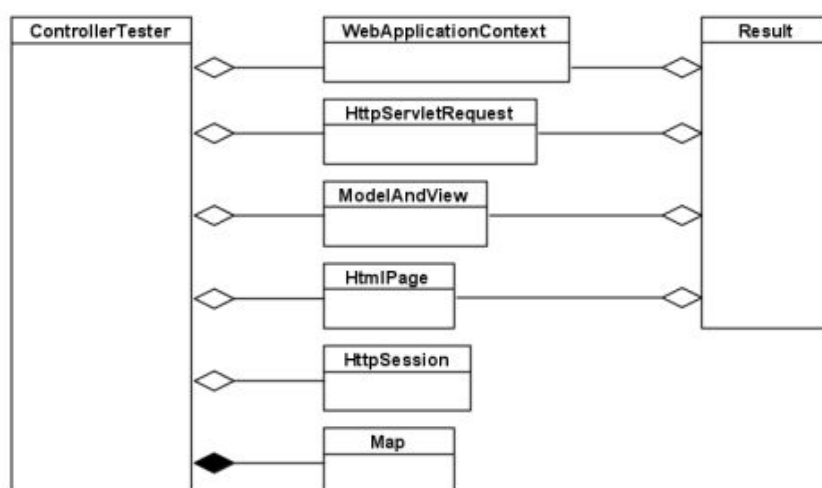 ControllerTester
WebApplicationContext
Result
HttpServletRequest
ModelAndView
HtmlPage
HttpSession
Map